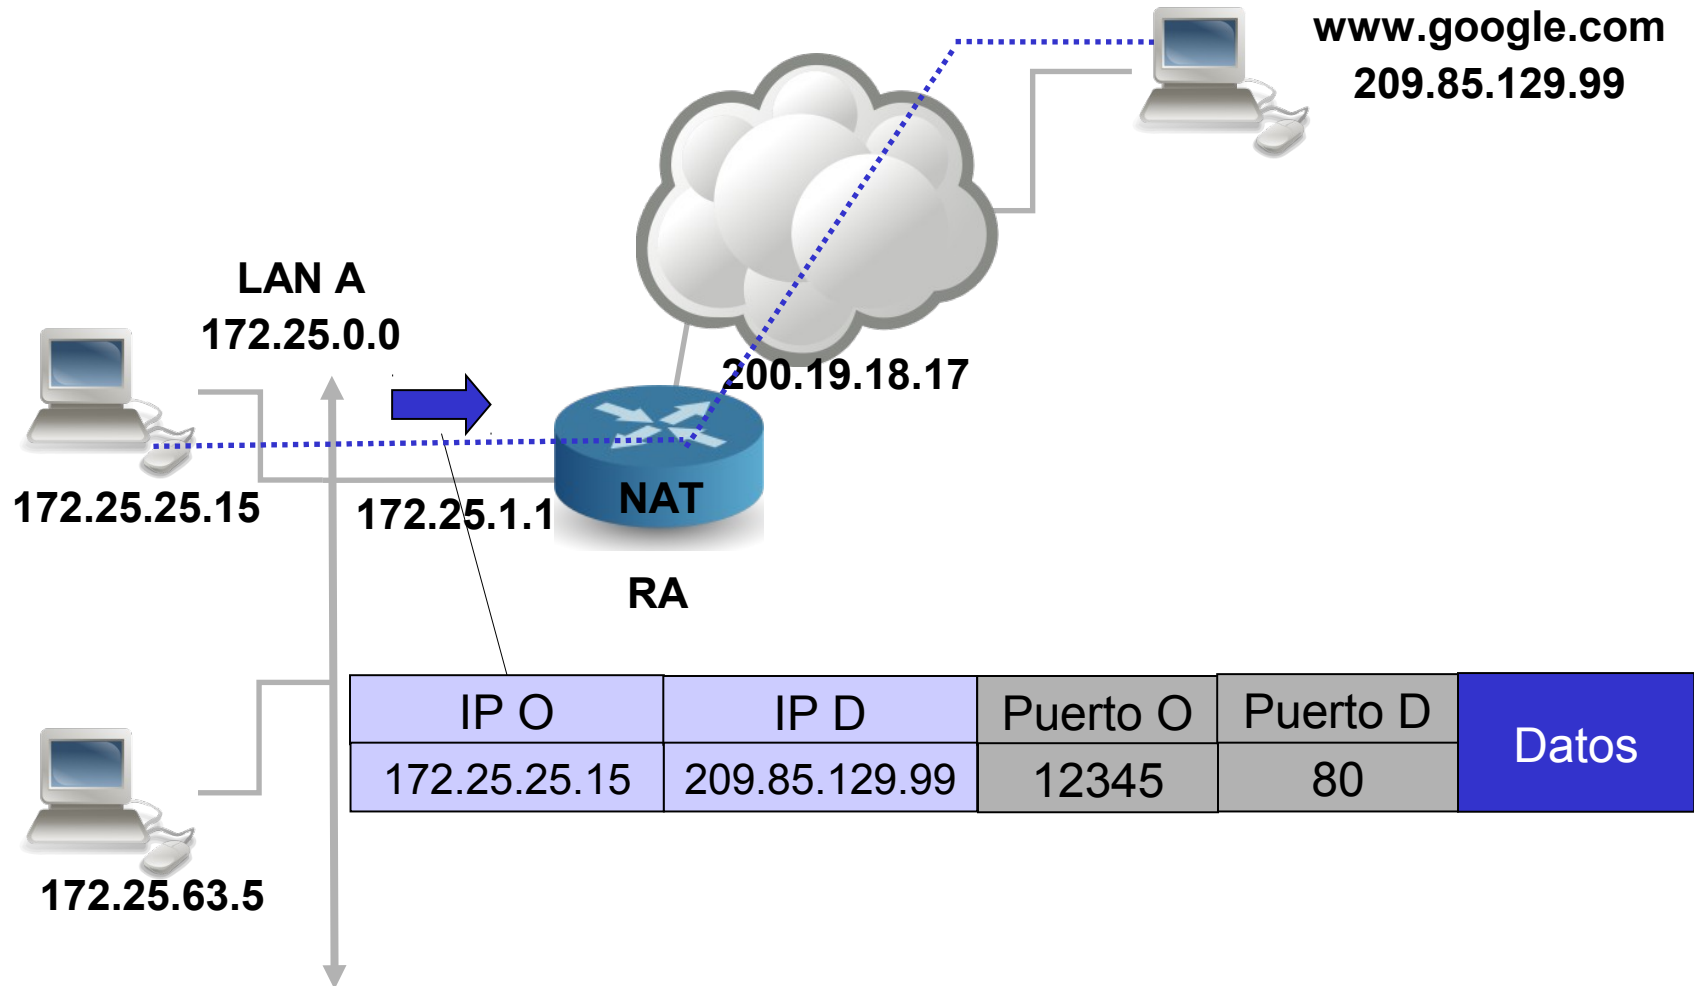 www.google.com
209.85.129.99
LAN A
172.25.0.0
200.19.18.17
172.25.25.15
172.25.1.1
NAT
RA
IP O
IP D
Puerto O
Puerto D
Datos
172.25.25.15
209.85.129.99
12345
80
172.25.63.5